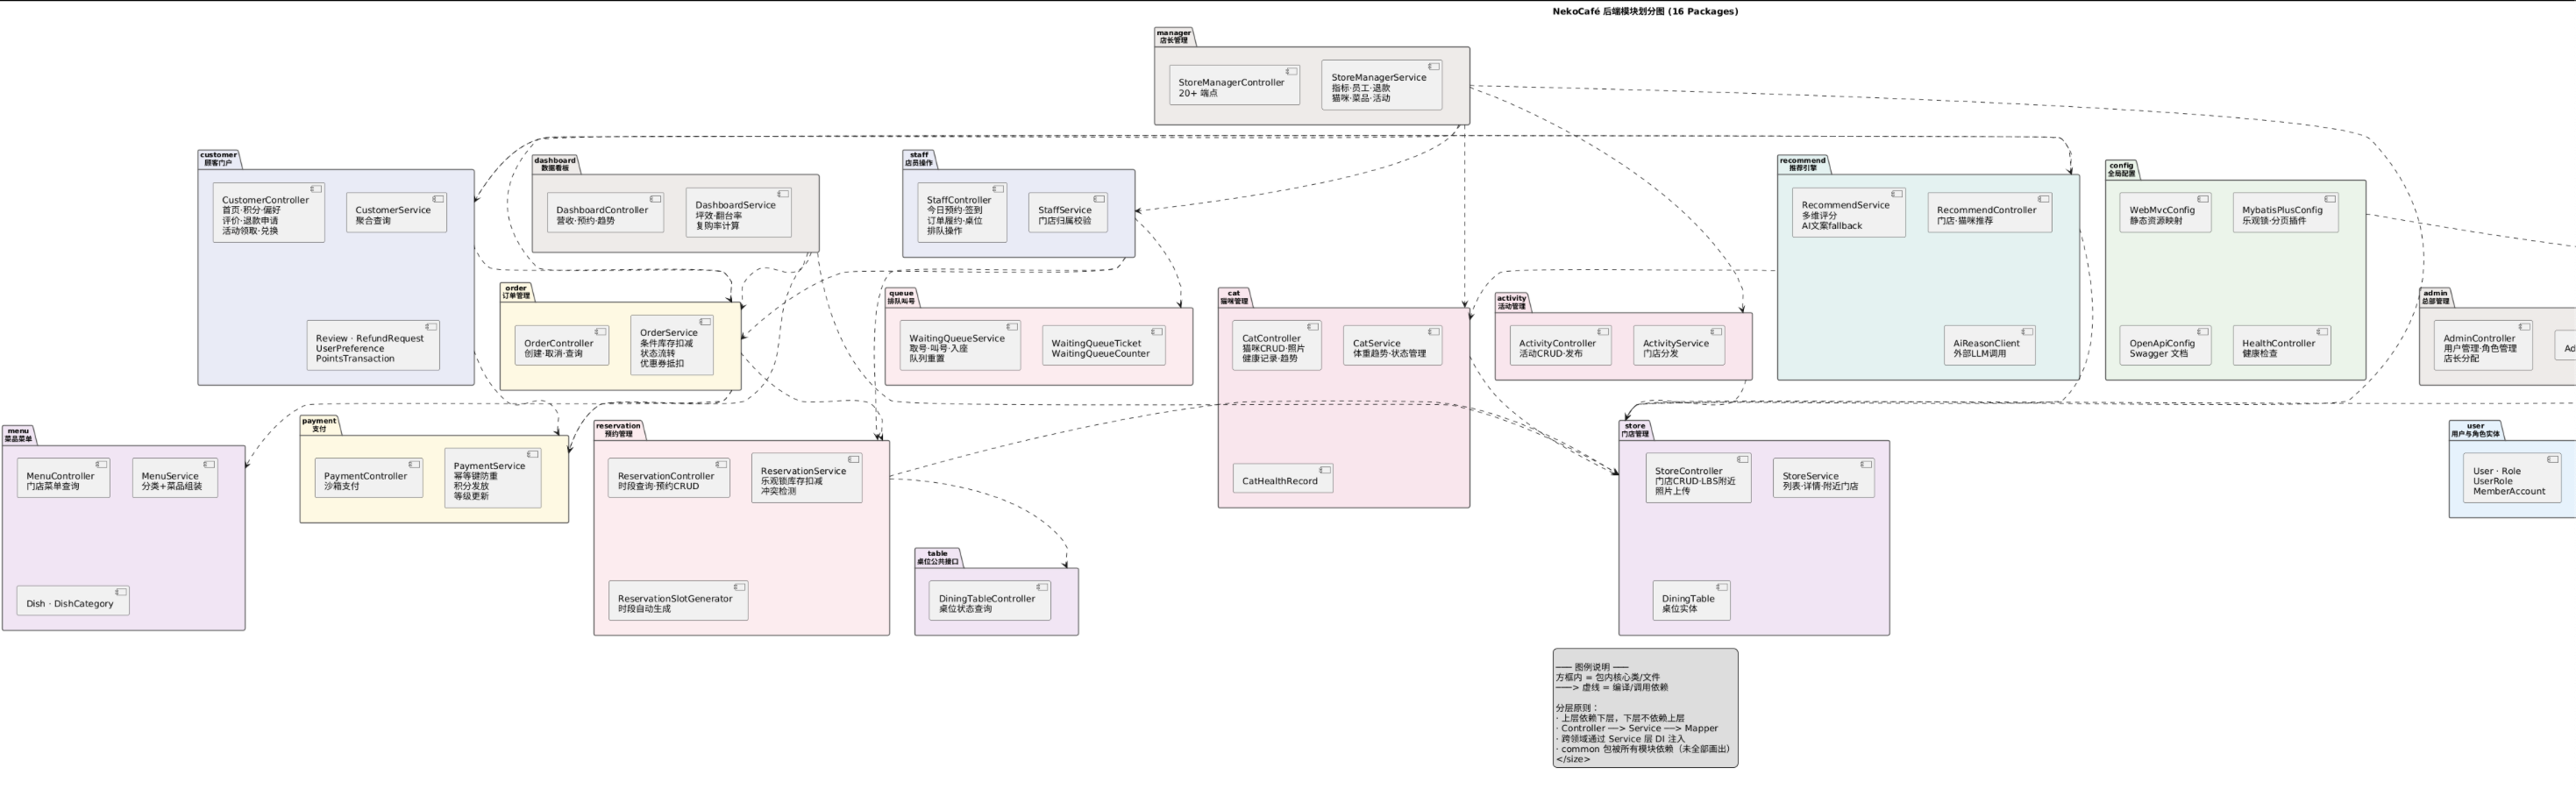 NekoCafé 后端模块划分图 (16 Packages)
manager
店长管理
StoreManagerController
20+ 端点
StoreManagerService
指标·员工·退款
猫咪·菜品·活动
customer
顾客门户
CustomerController
首页·积分·偏好
评价·退款申请
活动领取·兑换
CustomerService
聚合查询
Review · RefundRequest
UserPreference
PointsTransaction
dashboard
数据看板
DashboardController
营收·预约·趋势
DashboardService
坪效·翻台率
复购率计算
staff
店员操作
StaffController
今日预约·签到
订单履约·桌位
排队操作
StaffService
门店归属校验
recommend
推荐引擎
RecommendService
多维评分
AI文案fallback
RecommendController
门店·猫咪推荐
AiReasonClient
外部LLM调用
config
全局配置
WebMvcConfig
静态资源映射
MybatisPlusConfig
乐观锁·分页插件
OpenApiConfig
Swagger 文档
HealthController
健康检查
order
订单管理
OrderController
创建·取消·查询
OrderService
条件库存扣减
状态流转
优惠券抵扣
queue
排队叫号
WaitingQueueService
取号·叫号·入座
队列重置
WaitingQueueTicket
WaitingQueueCounter
cat
猫咪管理
CatController
猫咪CRUD·照片
健康记录·趋势
CatService
体重趋势·状态管理
CatHealthRecord
activity
活动管理
ActivityController
活动CRUD·发布
ActivityService
门店分发
admin
总部管理
AdminController
用户管理·角色管理
店长分配
Ad
menu
菜品菜单
MenuController
门店菜单查询
MenuService
分类+菜品组装
Dish · DishCategory
payment
支付
PaymentController
沙箱支付
PaymentService
幂等键防重
积分发放
等级更新
reservation
预约管理
ReservationController
时段查询·预约CRUD
ReservationService
乐观锁库存扣减
冲突检测
ReservationSlotGenerator
时段自动生成
table
桌位公共接口
DiningTableController
桌位状态查询
store
门店管理
StoreController
门店CRUD·LBS附近
照片上传
StoreService
列表·详情·附近门店
DiningTable
桌位实体
user
用户与角色实体
User · Role
UserRole
MemberAccount
─── 图例说明 ───
方框内 = 包内核心类/文件
───> 虚线 = 编译/调用依赖
分层原则：
· 上层依赖下层，下层不依赖上层
· Controller ──> Service ──> Mapper
· 跨领域通过 Service 层 DI 注入
· common 包被所有模块依赖（未全部画出）
</size>